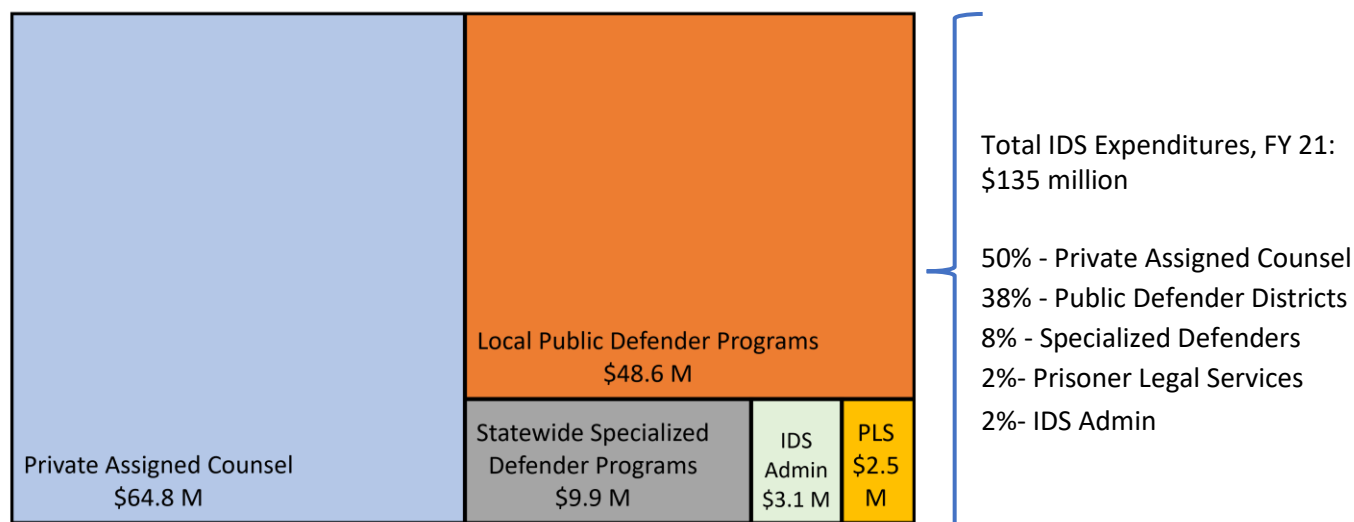 Private Assigned Counsel
$64.8 M
Local Public Defender Programs
$48.6 M
Statewide Specialized
Defender Programs
$9.9 M
IDS
Admin
$3.1 M
PLS
$2.5
M
Total IDS Expenditures, FY 21:
$135 million
50% - Private Assigned Counsel
38% - Public Defender Districts
8% - Specialized Defenders
2%- Prisoner Legal Services
2%- IDS Admin